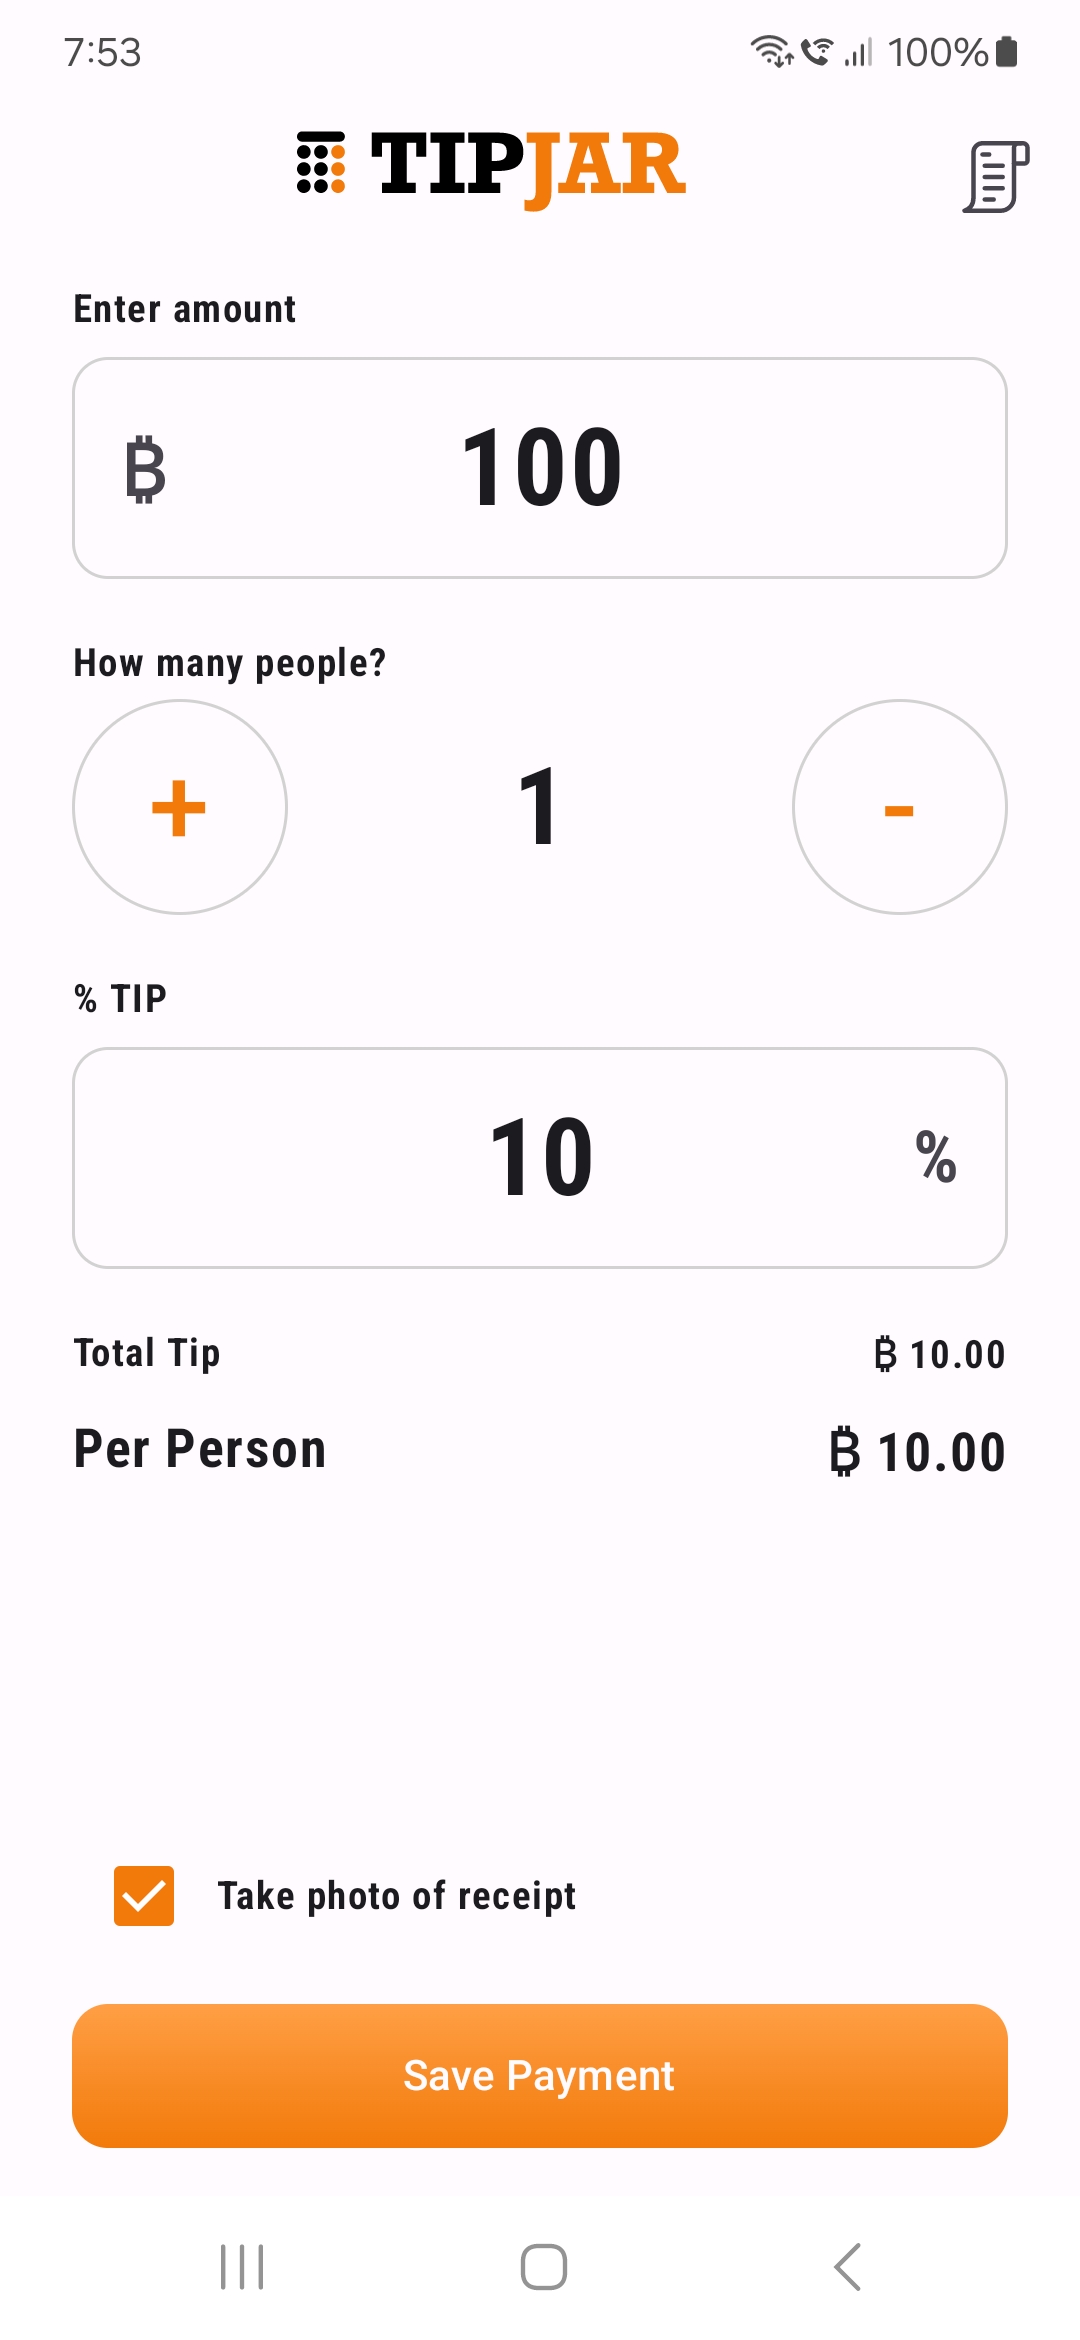 7:53 100%
TIPJAR
Enter amount
₿ 100
How many people?
+ 1 -
% TIP
10 %
Total Tip ₿ 10.00
Per Person ₿ 10.00
Take photo of receipt
Save Payment